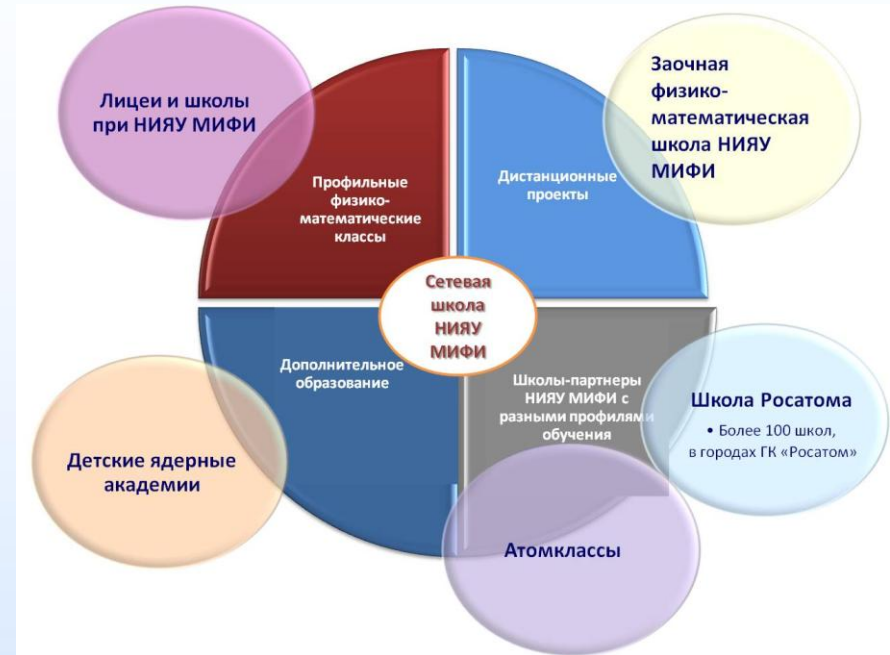 Лицеи и школы
при НИЯУ МИФИ
Заочная
физико-
математическая
школа НИЯУ
МИФИ
Профильные
физико-
математические
классы
Дистанционные
проекты
Сетевая
школа
НИЯУ
МИФИ
Дополнительное
образование
Школы-партнеры
НИЯУ МИФИ с
разными профилями
обучения
Школа Росатома
• Более 100 школ,
в городах ГК «Росатом»
Детские ядерные
академии
Атомклассы